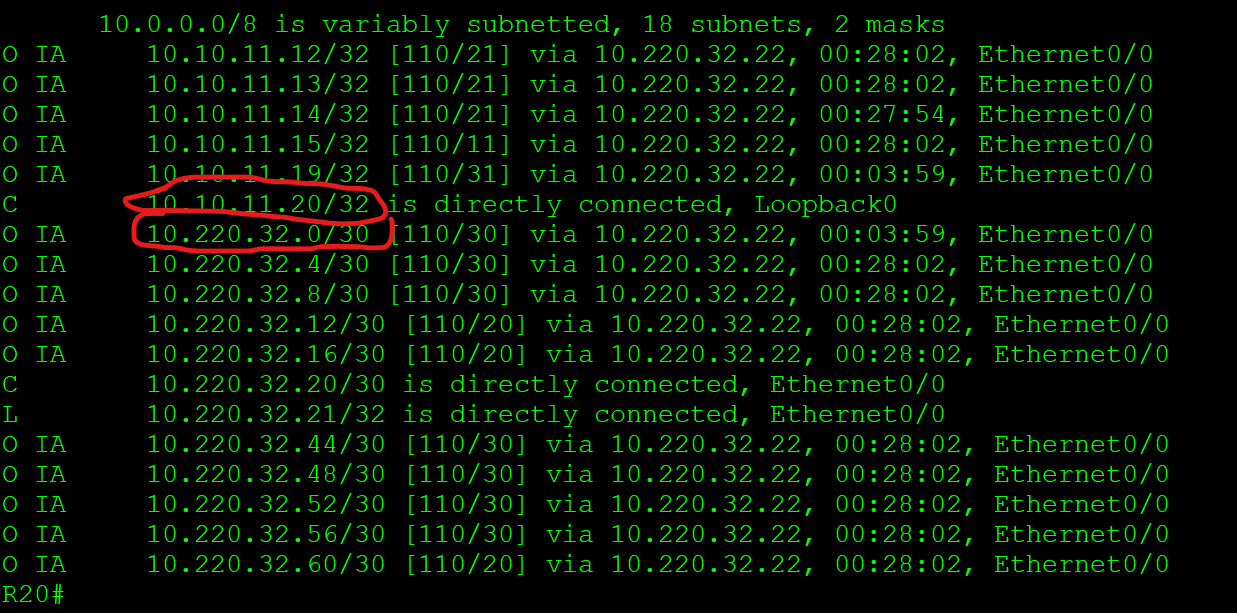 10.0.0.0/8 is variably subnetted, 18 subnets, 2 masks
O IA 10.10.11.12/32 [110/21] via 10.220.32.22, 00:28:02, Ethernet0/0
O IA 10.10.11.13/32 [110/21] via 10.220.32.22, 00:28:02, Ethernet0/0
O IA 10.10.11.14/32 [110/21] via 10.220.32.22, 00:27:54, Ethernet0/0
O IA 10.10.11.15/32 [110/11] via 10.220.32.22, 00:28:02, Ethernet0/0
O IA 10.10.11.19/32 [110/31] via 10.220.32.22, 00:03:59, Ethernet0/0
C 10.10.11.20/32 is directly connected, Loopback0
O IA 10.220.32.0/30 [110/30] via 10.220.32.22, 00:03:59, Ethernet0/0
O IA 10.220.32.4/30 [110/30] via 10.220.32.22, 00:28:02, Ethernet0/0
O IA 10.220.32.8/30 [110/30] via 10.220.32.22, 00:28:02, Ethernet0/0
O IA 10.220.32.12/30 [110/20] via 10.220.32.22, 00:28:02, Ethernet0/0
O IA 10.220.32.16/30 [110/20] via 10.220.32.22, 00:28:02, Ethernet0/0
C 10.220.32.20/30 is directly connected, Ethernet0/0
L 10.220.32.21/32 is directly connected, Ethernet0/0
O IA 10.220.32.44/30 [110/30] via 10.220.32.22, 00:28:02, Ethernet0/0
O IA 10.220.32.48/30 [110/30] via 10.220.32.22, 00:28:02, Ethernet0/0
O IA 10.220.32.52/30 [110/30] via 10.220.32.22, 00:28:02, Ethernet0/0
O IA 10.220.32.56/30 [110/30] via 10.220.32.22, 00:28:02, Ethernet0/0
O IA 10.220.32.60/30 [110/20] via 10.220.32.22, 00:28:02, Ethernet0/0
R20#